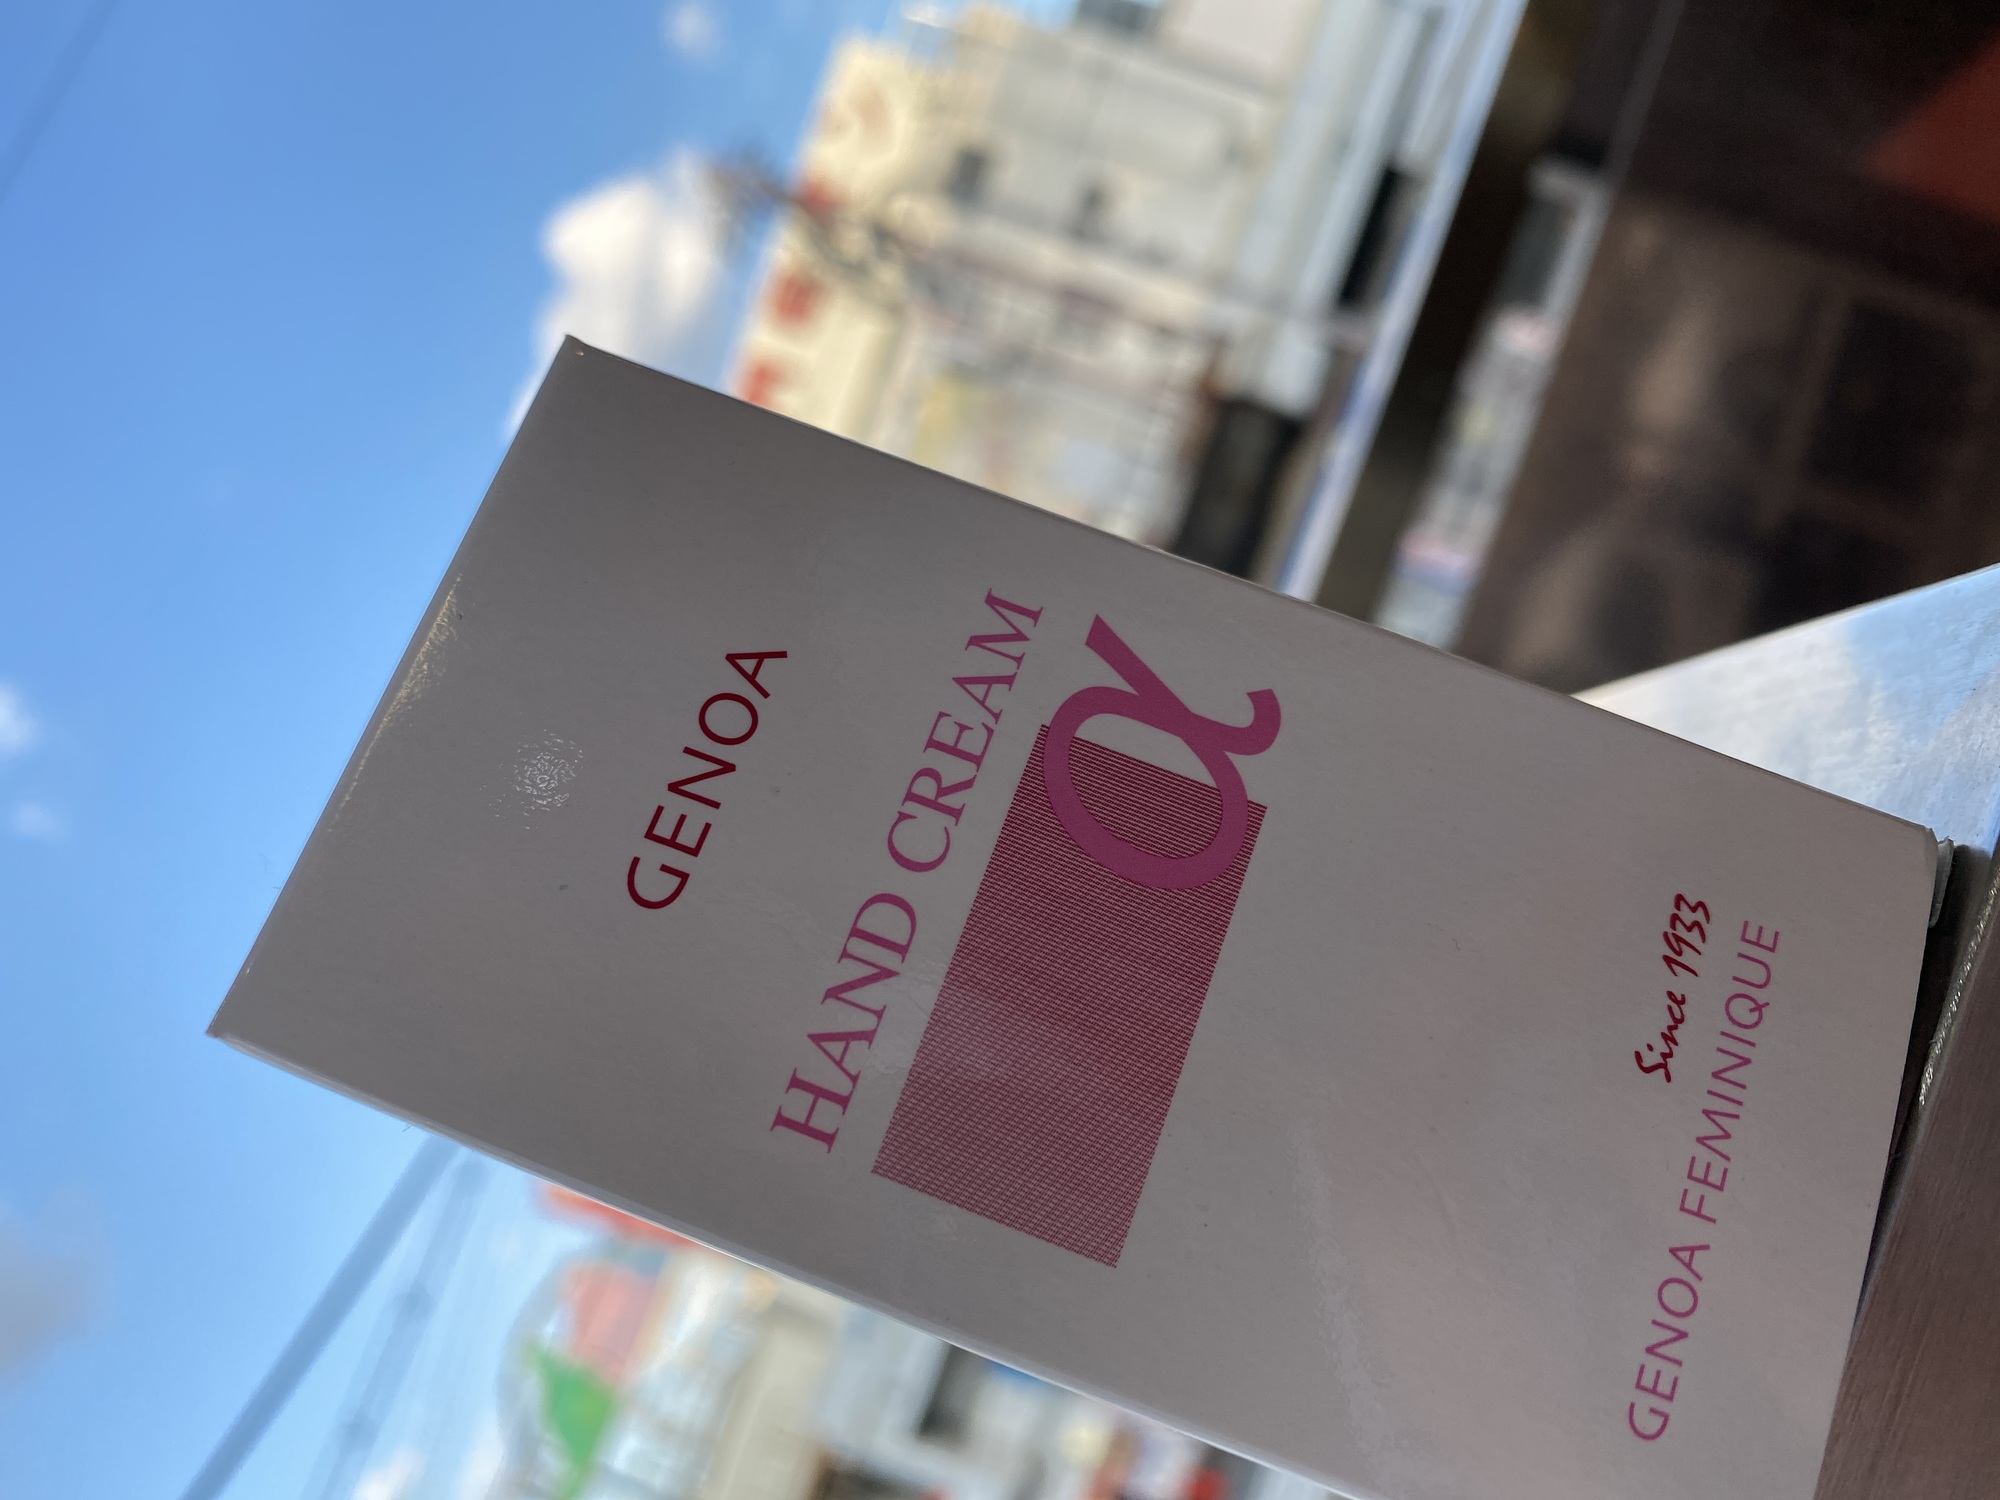 GENOA
HAND CREAM
α
Since 1933
GENOA FEMINIQUE